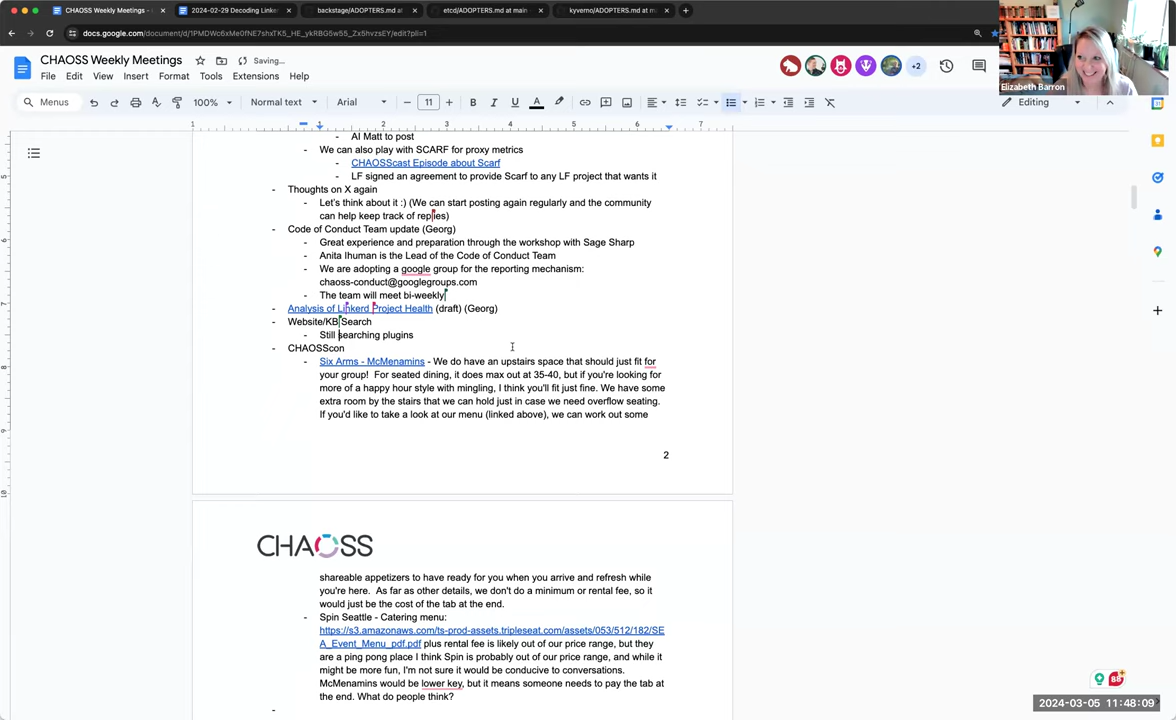 CHAOSS Weekly Meetings -
2024-02-29 Decoding Linker
backstage/ADOPTERS.md at
etcd/ADOPTERS.md at main
kyverno/ADOPTERS.md at m
docs.google.com/document/d/1PMDWc6xMe0fNE7shxTK5_HE_ykRBG5w55_Zx5hvzsEY/edit?pli=1
CHAOSS Weekly Meetings
Saving...
File Edit View Insert Format Tools Extensions Help
+2
Elizabeth Barron
Menus
100%
Normal text
Arial
11
Editing
1 1 2 3 4 5 6 7
- AI Matt to post
- We can also play with SCARF for proxy metrics
- CHAOSScast Episode about Scarf
- LF signed an agreement to provide Scarf to any LF project that wants it
- Thoughts on X again
- Let's think about it :) (We can start posting again regularly and the community
can help keep track of replies)
- Code of Conduct Team update (Georg)
- Great experience and preparation through the workshop with Sage Sharp
- Anita Ihuman is the Lead of the Code of Conduct Team
- We are adopting a google group for the reporting mechanism:
chaoss-conduct@googlegroups.com
- The team will meet bi-weekly
- Analysis of Linkerd Project Health (draft) (Georg)
- Website/KB Search
- Still searching plugins
- CHAOSScon
- Six Arms - McMenamins - We do have an upstairs space that should just fit for
your group! For seated dining, it does max out at 35-40, but if you're looking for
more of a happy hour style with mingling, I think you'll fit just fine. We have some
extra room by the stairs that we can hold just in case we need overflow seating.
If you'd like to take a look at our menu (linked above), we can work out some
2
CHAOSS
shareable appetizers to have ready for you when you arrive and refresh while
you're here. As far as other details, we don't do a minimum or rental fee, so it
would just be the cost of the tab at the end.
- Spin Seattle - Catering menu:
https://s3.amazonaws.com/ts-prod-assets.tripleseat.com/assets/053/512/182/SE
A_Event_Menu_pdf.pdf plus rental fee is likely out of our price range, but they
are a ping pong place I think Spin is probably out of our price range, and while it
might be more fun, I'm not sure it would be conducive to conversations.
McMenamins would be lower key, but it means someone needs to pay the tab at
the end. What do people think?
-
2024-03-05 11:48:09